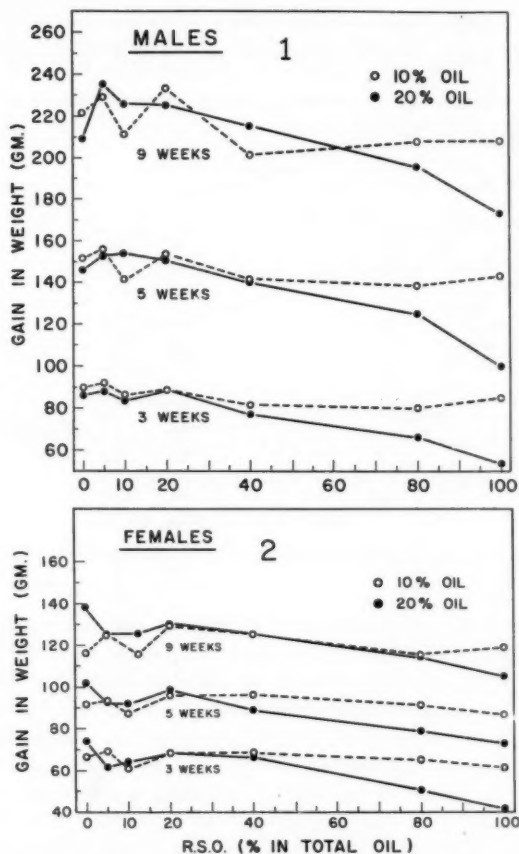 MALES 1
10% OIL
20% OIL
260
240
220
200
180
160
140
120
100
80
60
GAIN IN WEIGHT (GM.)
9 WEEKS
5 WEEKS
3 WEEKS
0 10 20 40 60 80 100
FEMALES 2
10% OIL
20% OIL
160
130
120
100
80
60
40
GAIN IN WEIGHT (GM.)
9 WEEKS
5 WEEKS
3 WEEKS
0 10 20 40 60 80 100
R.S.O. (% IN TOTAL OIL)